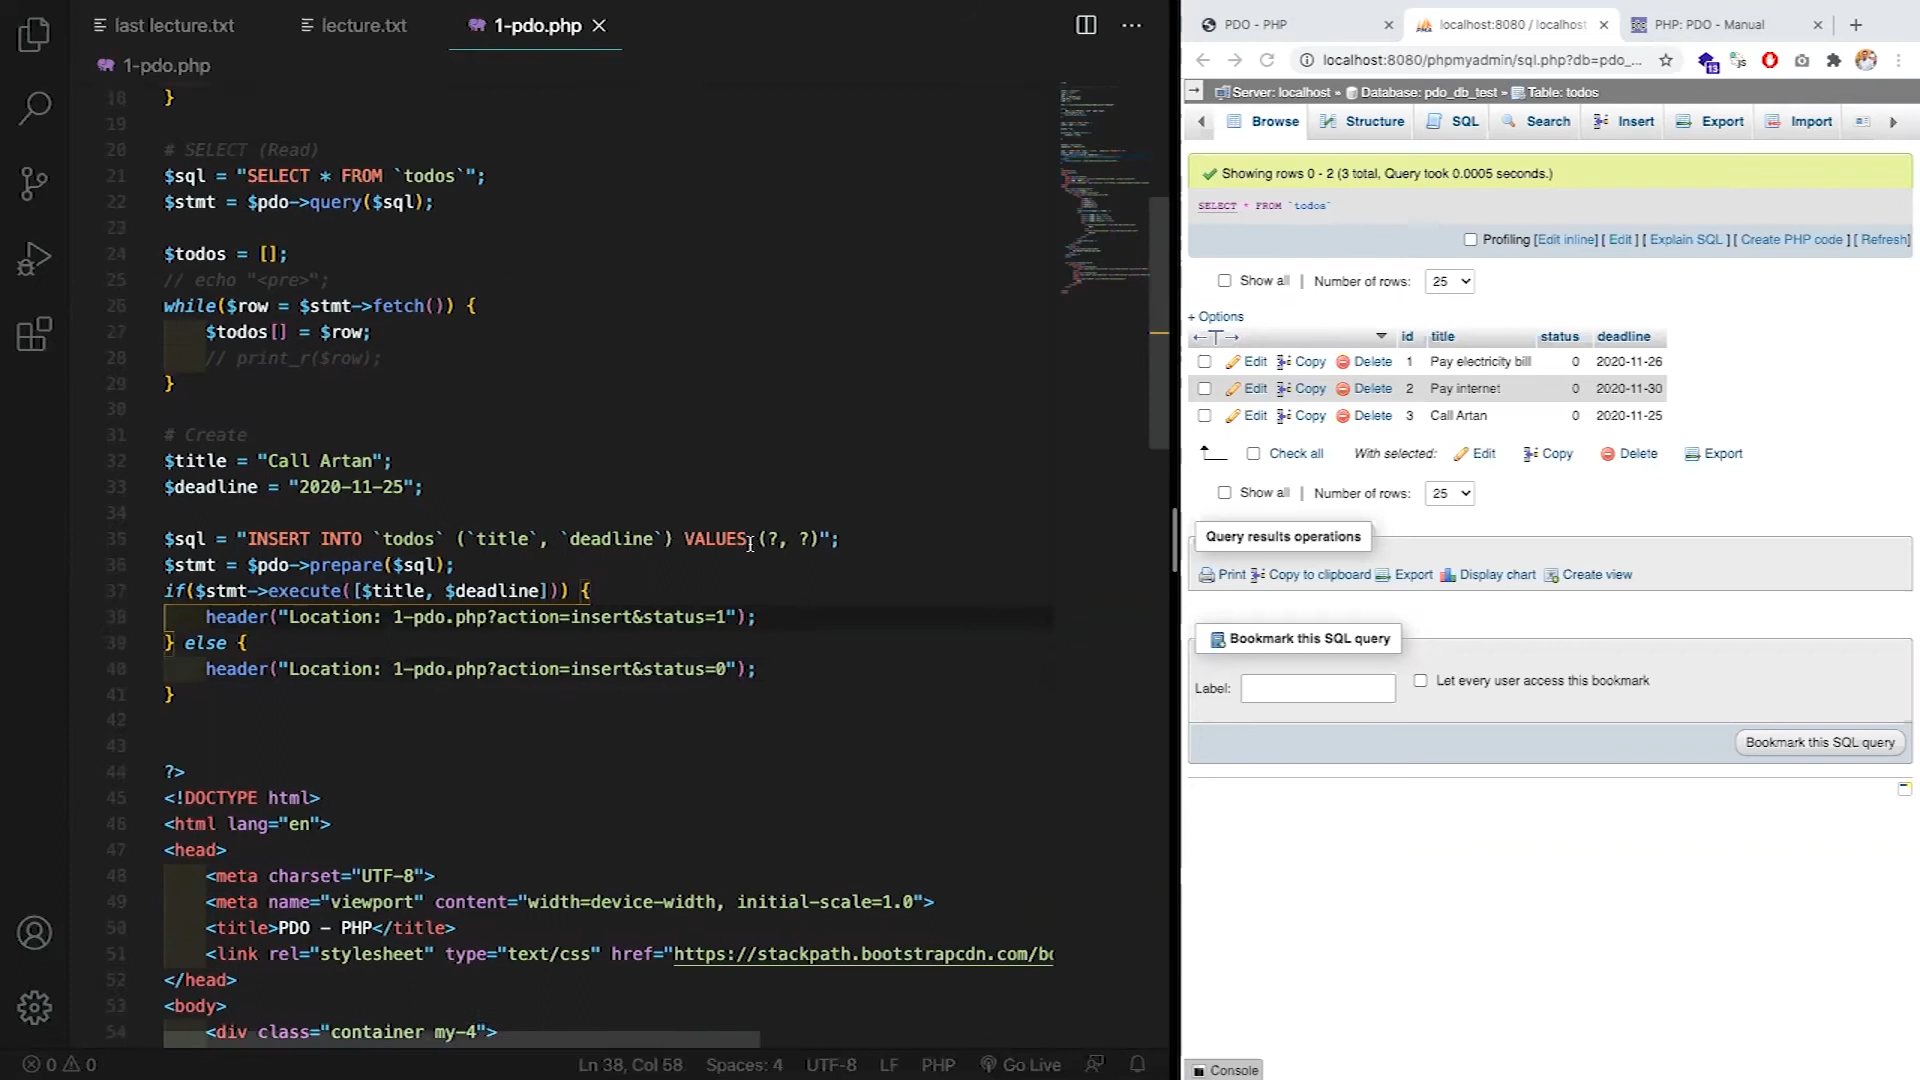 last lecture.txt
lecture.txt
1-pdo.php
1-pdo.php
18 }
19
20 # SELECT (Read)
21 $sql = "SELECT * FROM `todos`";
22 $stmt = $pdo->query($sql);
23
24 $todos = [];
25 // echo "<pre>";
26 while($row = $stmt->fetch()) {
27 $todos[] = $row;
28 // print_r($row);
29 }
30
31 # Create
32 $title = "Call Artan";
33 $deadline = "2020-11-25";
34
35 $sql = "INSERT INTO `todos` (`title`, `deadline`) VALUES (?, ?)";
36 $stmt = $pdo->prepare($sql);
37 if($stmt->execute([$title, $deadline])) {
38 header("Location: 1-pdo.php?action=insert&status=1");
39 } else {
40 header("Location: 1-pdo.php?action=insert&status=0");
41 }
42
43
44 ?>
45 <!DOCTYPE html>
46 <html lang="en">
47 <head>
48 <meta charset="UTF-8">
49 <meta name="viewport" content="width=device-width, initial-scale=1.0">
50 <title>PDO - PHP</title>
51 <link rel="stylesheet" type="text/css" href="https://stackpath.bootstrapcdn.com/bo
52 </head>
53 <body>
54 <div class="container my-4">
0 0 Ln 38, Col 58 Spaces: 4 UTF-8 LF PHP Go Live
PDO - PHP
localhost:8080 / localhost
PHP: PDO - Manual
localhost:8080/phpmyadmin/sql.php?db=pdo_...
13
Server: localhost » Database: pdo_db_test » Table: todos
Browse Structure SQL Search Insert Export Import
Showing rows 0 - 2 (3 total, Query took 0.0005 seconds.)
SELECT * FROM `todos`
Profiling [Edit inline] [ Edit ] [ Explain SQL ] [ Create PHP code ] [ Refresh]
Show all | Number of rows: 25
+ Options
id title status deadline
Edit Copy Delete 1 Pay electricity bill 0 2020-11-26
Edit Copy Delete 2 Pay internet 0 2020-11-30
Edit Copy Delete 3 Call Artan 0 2020-11-25
Check all With selected: Edit Copy Delete Export
Show all | Number of rows: 25
Query results operations
Print Copy to clipboard Export Display chart Create view
Bookmark this SQL query
Label: Let every user access this bookmark
Bookmark this SQL query
Console